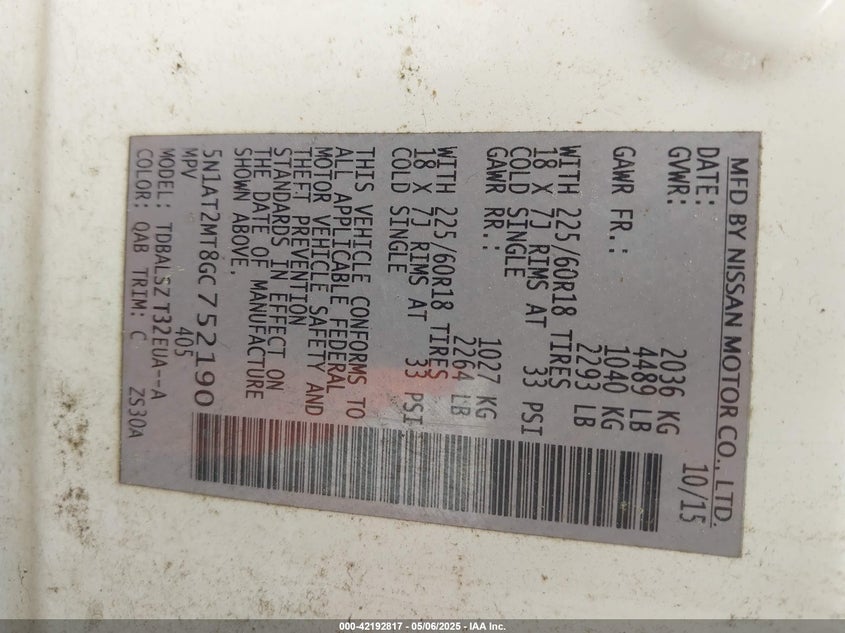 MFD BY NISSAN MOTOR CO., LTD.
DATE: 10/15
GVWR: 2036 KG
4489 LB
GAWR FR.: 1040 KG
2293 LB
WITH 225/60R18 TIRES
18 X 7J RIMS AT 33 PSI
COLD SINGLE
GAWR RR.: 1027 KG
2264 LB
WITH 225/60R18 TIRES
18 X 7J RIMS AT 33 PSI
COLD SINGLE
THIS VEHICLE CONFORMS TO
ALL APPLICABLE FEDERAL
MOTOR VEHICLE SAFETY AND
THEFT PREVENTION
STANDARDS IN EFFECT ON
THE DATE OF MANUFACTURE
SHOWN ABOVE.
5N1AT2MT8GC752190
MPV 405
MODEL: TDBALSZ T32EUA--A
COLOR: QAB TRIM: C ZS30A
000-42192817 - 05/06/2025 - IAA Inc.